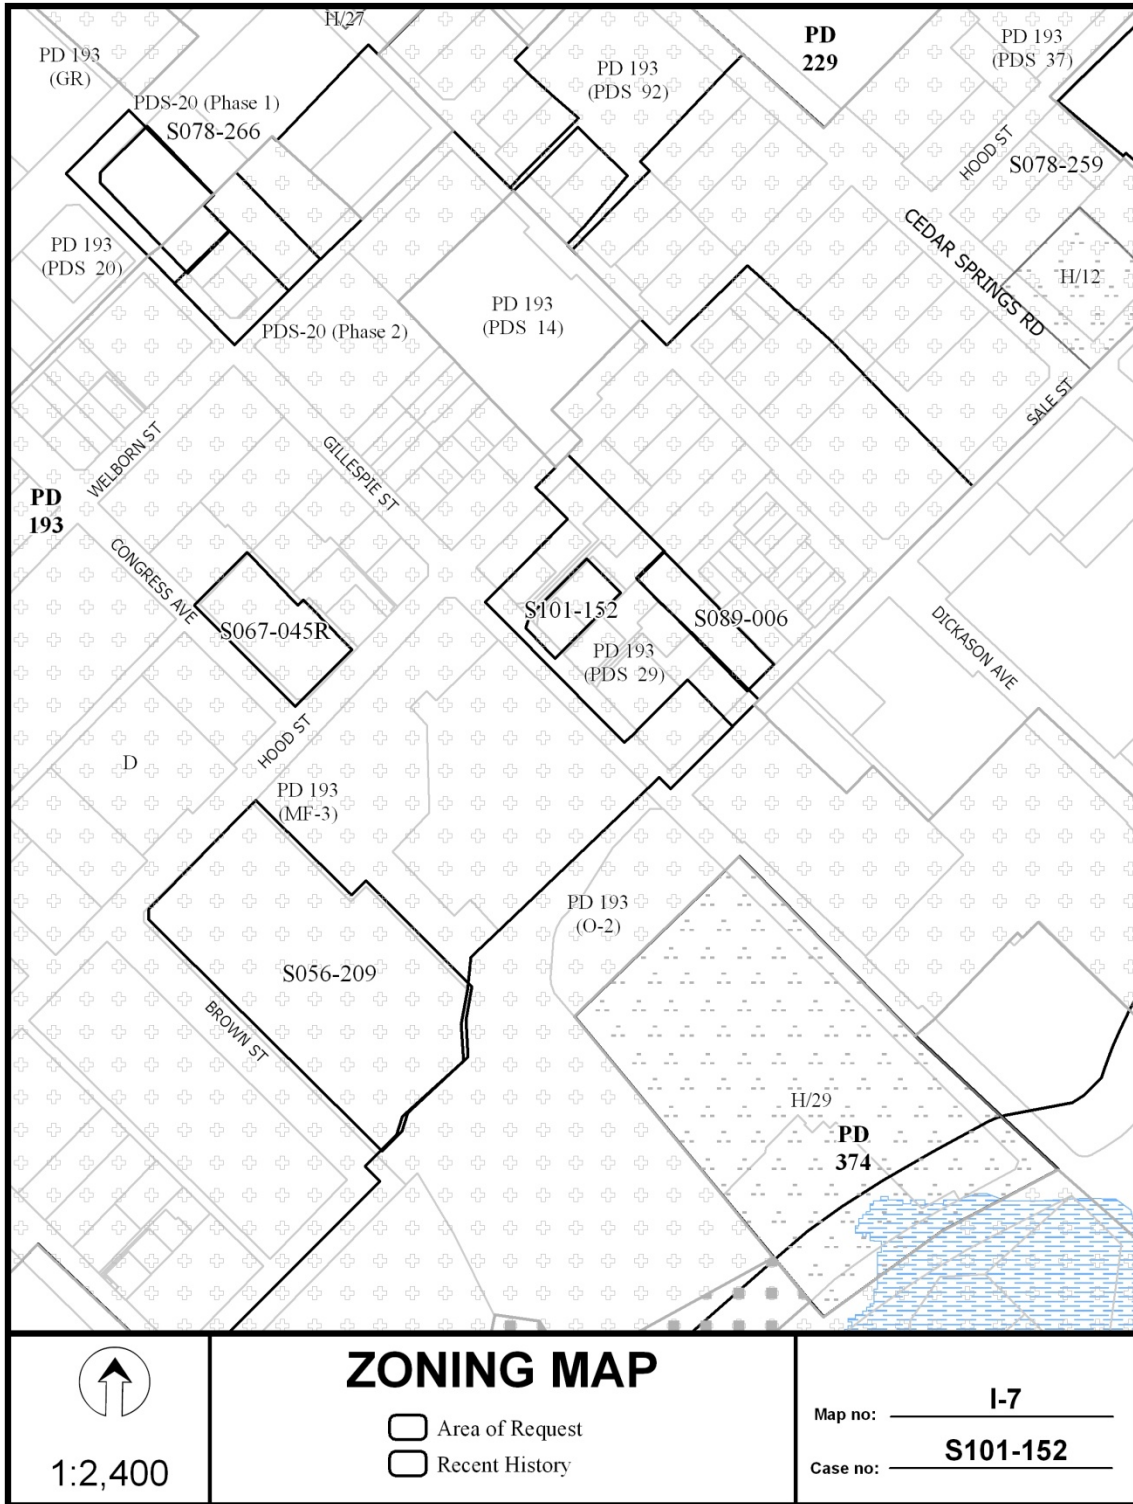 H/27
PD 193
(GR)
PD
229
PD 193
(PDS 37)
PD 193
(PDS 92)
PDS-20 (Phase 1)
S078-266
HOOD ST
S078-259
PD 193
(PDS 20)
CEDAR SPRINGS RD
H/12
PD 193
(PDS 14)
PDS-20 (Phase 2)
SALE ST
WELBORN ST
GILLESPIE ST
PD
193
CONGRESS AVE
S101-152
S089-006
S067-045R
PD 193
(PDS 29)
DICKASON AVE
HOOD ST
D
PD 193
(MF-3)
PD 193
(O-2)
S056-209
BROWN ST
H/29
PD
374
1:2,400
ZONING MAP
Area of Request
Recent History
Map no: I-7
Case no: S101-152